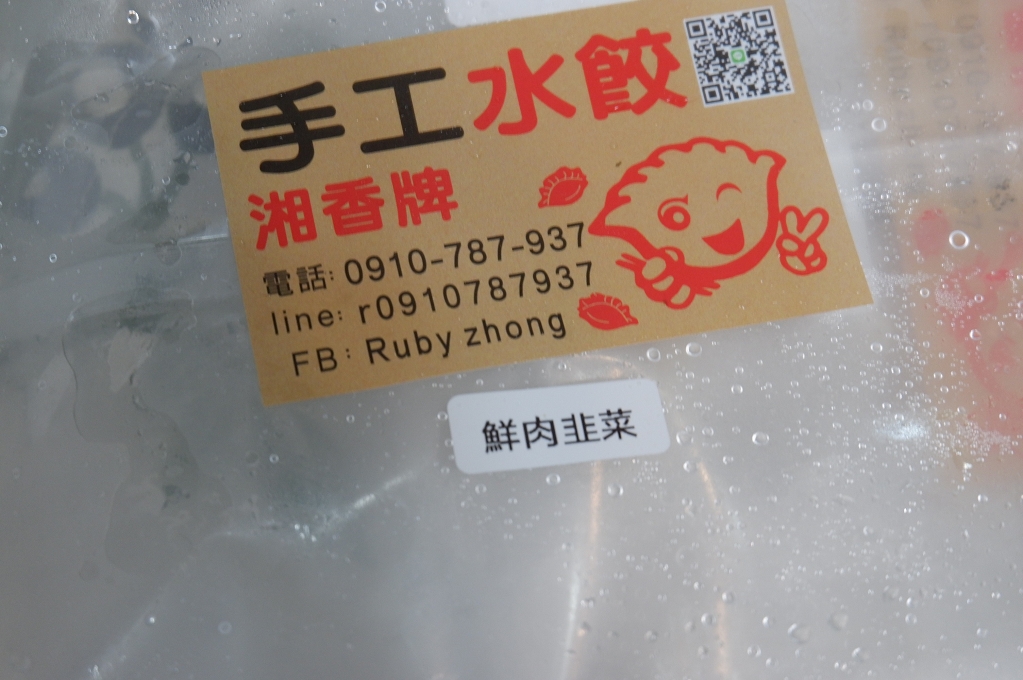 手工水餃
湘香牌
電話: 0910-787-937
line: r0910787937
FB: Ruby zhong
鮮肉韭菜